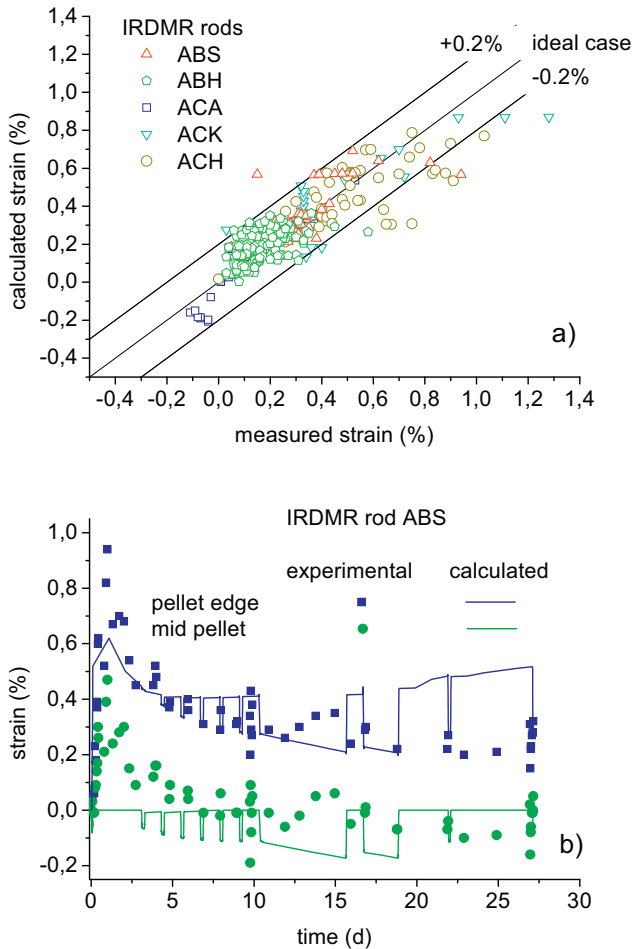 IRDMR rods
ABS
ABH
ACA
ACK
ACH
+0.2%
ideal case
-0.2%
1,4
1,2
1,0
0,8
0,6
0,4
0,2
0,0
-0,2
-0,4
calculated strain (%)
a)
-0,4 -0,2 0,0 0,2 0,4 0,6 0,8 1,0 1,2 1,4
measured strain (%)
IRDMR rod ABS
experimental calculated
pellet edge
mid pellet
1,0
0,8
0,6
0,4
0,2
0,0
-0,2
strain (%)
b)
0 5 10 15 20 25 30
time (d)